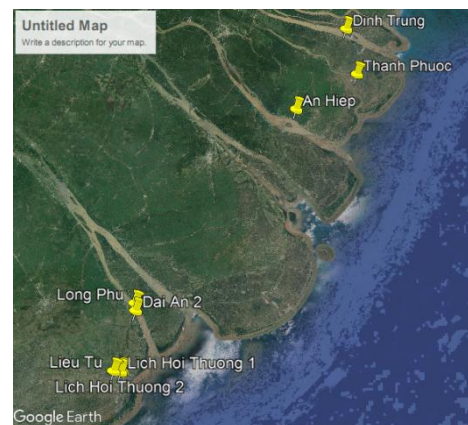 Untitled Map
Write a description for your map.
Dinh Trung
Thanh Phuoc
An Hiep
Long Phu
Dai An 2
Lieu Tu
Lich Hoi Thuong 1
Lich Hoi Thuong 2
Google Earth